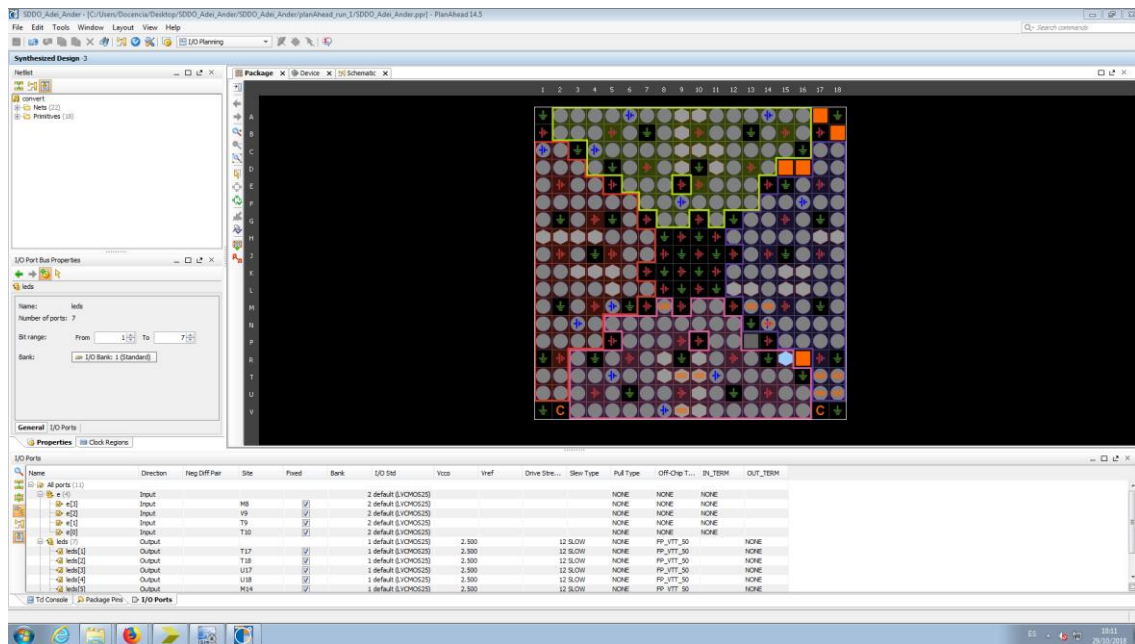 SDDO_Adei_Ander - [C:/Users/Docencia/Desktop/SDDO_Adei_Ander/SDDO_Adei_Ander/planAhead_run_1/SDDO_Adei_Ander.ppr] - PlanAhead 14.5
File Edit Tools Window Layout View Help
Search commands
I/O Planning
Synthesized Design 3
Netlist
Package Device Schematic
convert
Nets (22)
Primitives (18)
1 2 3 4 5 6 7 8 9 10 11 12 13 14 15 16 17 18
A
B
C
D
E
F
G
H
J
K
L
M
N
P
R
T
U
V
C C
I/O Port Bus Properties
leds
Name: leds
Number of ports: 7
Bit range: From 1 To 7
Bank: I/O Bank: 1 (Standard)
General I/O Ports
Properties Clock Regions
I/O Ports
Name Direction Neg Diff Pair Site Fixed Bank I/O Std Vcco Vref Drive Stre... Slew Type Pull Type Off-Chip T... IN_TERM OUT_TERM
All ports (11)
e (4) Input 2 default (LVCMOS25) NONE NONE NONE
e[3] Input M8 2 default (LVCMOS25) NONE NONE NONE
e[2] Input V9 2 default (LVCMOS25) NONE NONE NONE
e[1] Input T9 2 default (LVCMOS25) NONE NONE NONE
e[0] Input T10 2 default (LVCMOS25) NONE NONE NONE
leds (7) Output 1 default (LVCMOS25) 2.500 12 SLOW NONE FP_VTT_50 NONE
leds[1] Output T17 1 default (LVCMOS25) 2.500 12 SLOW NONE FP_VTT_50 NONE
leds[2] Output T18 1 default (LVCMOS25) 2.500 12 SLOW NONE FP_VTT_50 NONE
leds[3] Output U17 1 default (LVCMOS25) 2.500 12 SLOW NONE FP_VTT_50 NONE
leds[4] Output U18 1 default (LVCMOS25) 2.500 12 SLOW NONE FP_VTT_50 NONE
leds[5] Output M14 1 default (LVCMOS25) 2.500 12 SLOW NONE FP_VTT_50 NONE
Tcl Console Package Pins I/O Ports
ES 18:11
29/10/2018